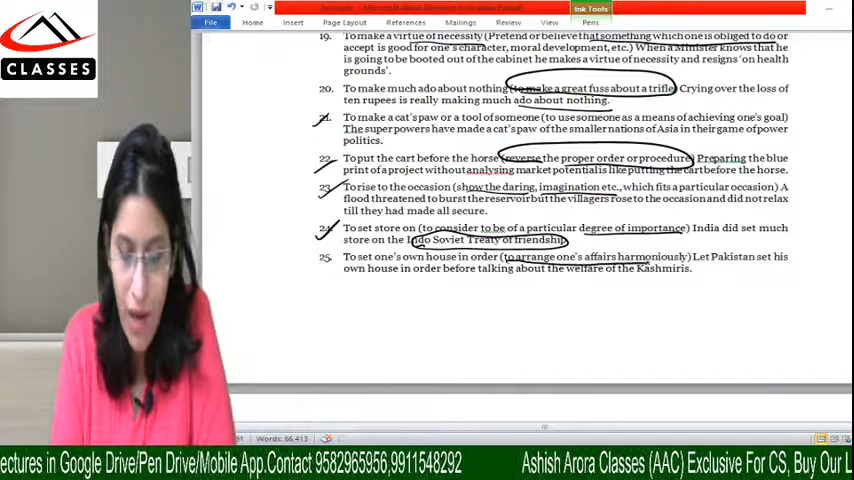 Ink Tools
File
Home
Insert
Page Layout
References
Mailings
Review
View
Pens
CLASSES
19. To make a virtue of necessity (Pretend or believe that something which one is obliged to do or
accept is good for one's character, moral development, etc.) When a Minister knows that he
is going to be booted out of the cabinet he makes a virtue of necessity and resigns 'on health
grounds'.
20. To make much ado about nothing (to make a great fuss about a trifle) Crying over the loss of
ten rupees is really making much ado about nothing.
21. To make a cat's paw or a tool of someone (to use someone as a means of achieving one's goal)
The super powers have made a cat's paw of the smaller nations of Asia in their game of power
politics.
22. To put the cart before the horse (reverse the proper order or procedure) Preparing the blue
print of a project without analysing market potential is like putting the cart before the horse.
23. To rise to the occasion (show the daring, imagination etc., which fits a particular occasion) A
flood threatened to burst the reservoir but the villagers rose to the occasion and did not relax
till they had made all secure.
24. To set store on (to consider to be of a particular degree of importance) India did set much
store on the Indo Soviet Treaty of friendship.
25. To set one's own house in order (to arrange one's affairs harmoniously) Let Pakistan set his
own house in order before talking about the welfare of the Kashmiris.
Words: 66,413
ectures in Google Drive/Pen Drive/Mobile App.Contact 9582965956,9911548292 Ashish Arora Classes (AAC) Exclusive For CS, Buy Our L